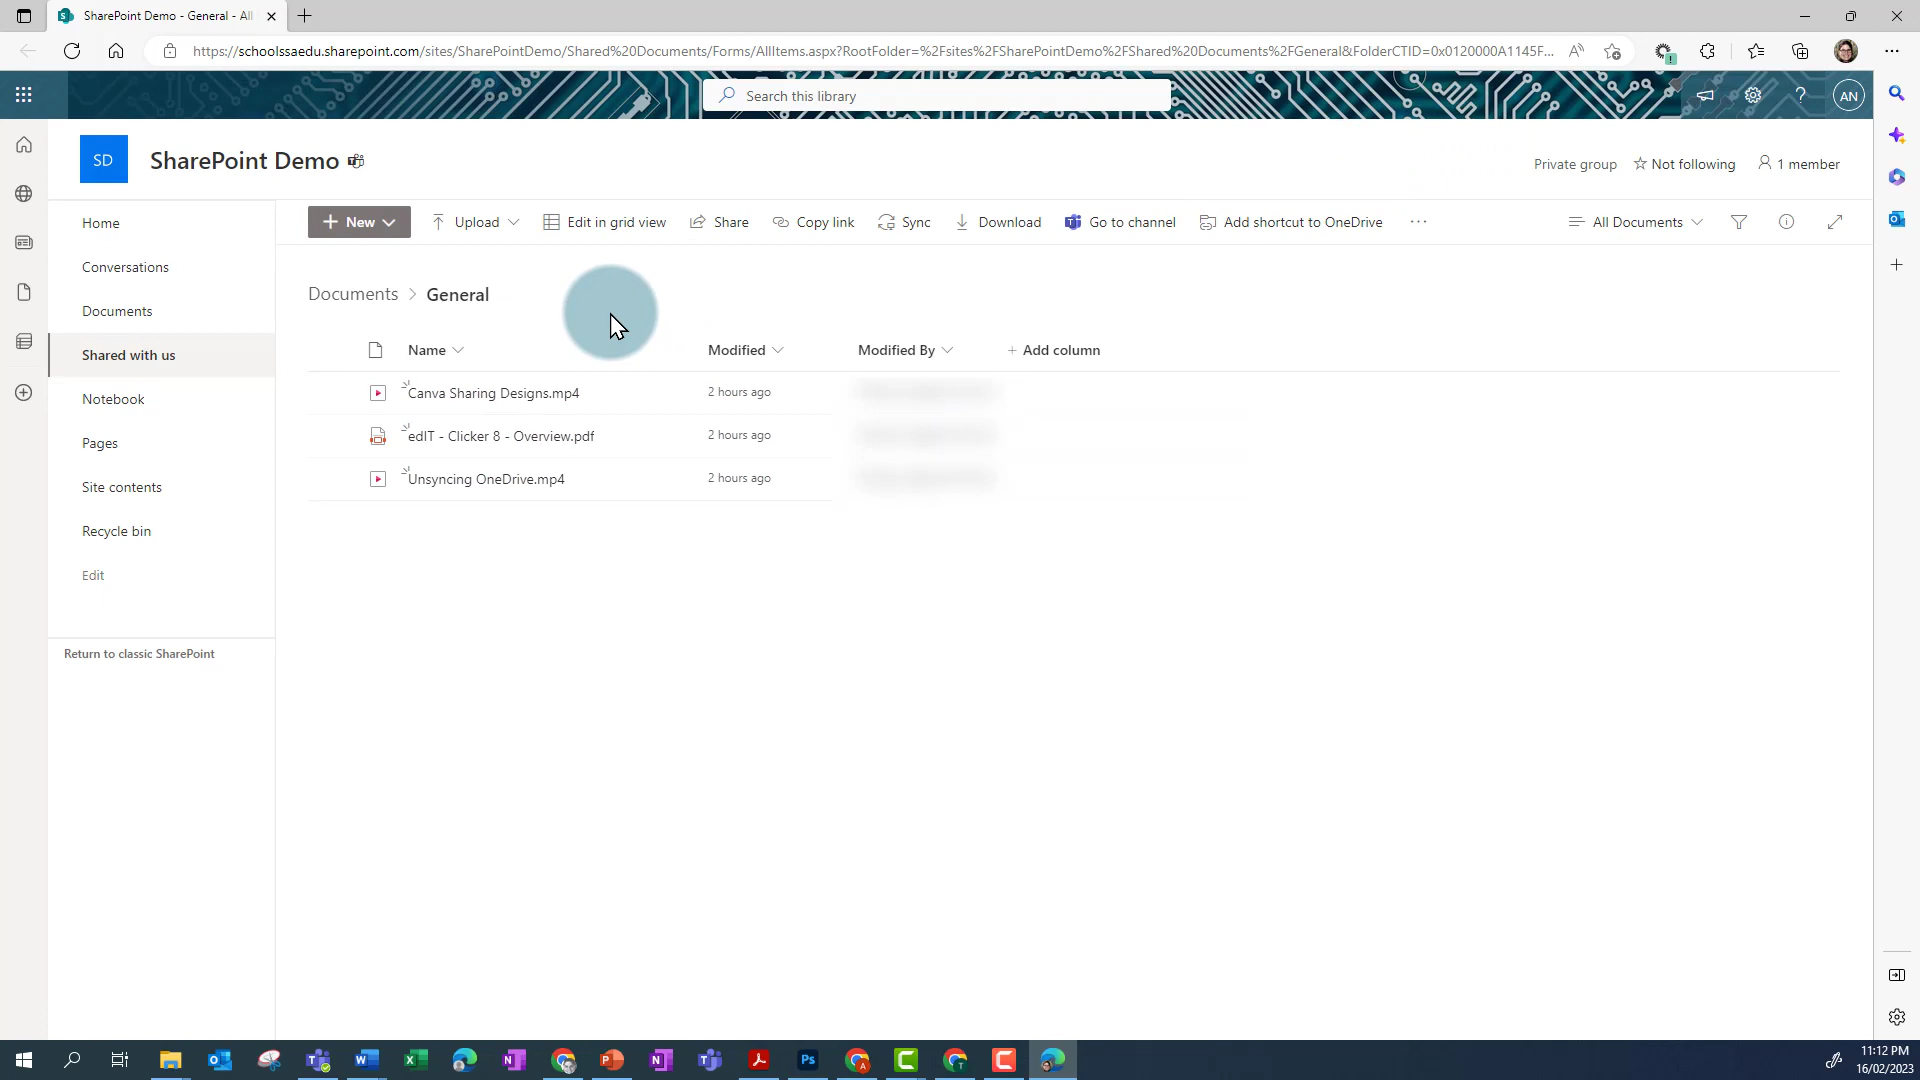 SharePoint Demo - General - All
https://schoolssaedu.sharepoint.com/sites/SharePointDemo/Shared%20Documents/Forms/AllItems.aspx?RootFolder=%2Fsites%2FSharePointDemo%2FShared%20Documents%2FGeneral&FolderCTID=0x0120000A1145F...
Search this library
AN
SD
SharePoint Demo
Private group
Not following
1 member
Home
Conversations
Documents
Shared with us
Notebook
Pages
Site contents
Recycle bin
Edit
Return to classic SharePoint
New
Upload
Edit in grid view
Share
Copy link
Sync
Download
Go to channel
Add shortcut to OneDrive
...
All Documents
Documents > General
Name
Modified
Modified By
+ Add column
Canva Sharing Designs.mp4
2 hours ago
edIT - Clicker 8 - Overview.pdf
2 hours ago
Unsyncing OneDrive.mp4
2 hours ago
11:12 PM
16/02/2023